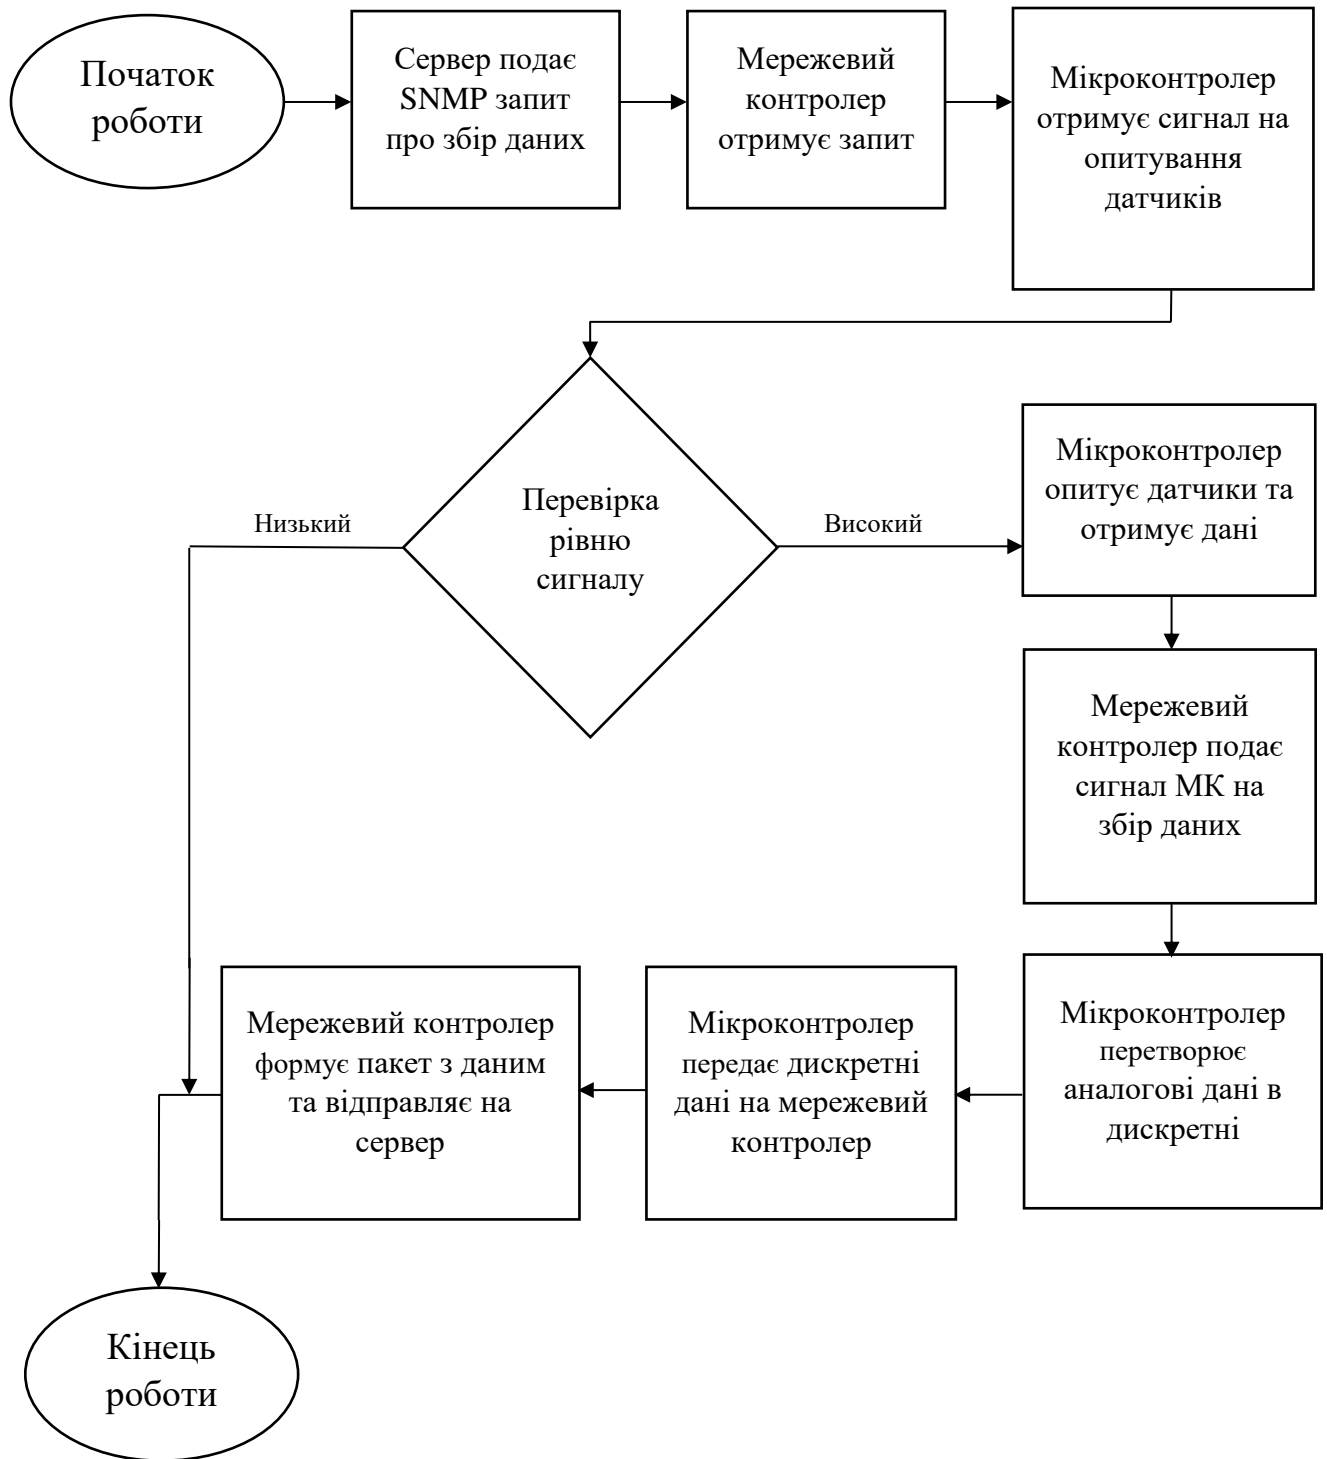 Початок
роботи
Сервер подає
SNMP запит
про збір даних
Мережевий
контролер
отримує запит
Мікроконтролер
отримує сигнал на
опитування
датчиків
Перевірка
рівню
сигналу
Низький
Високий
Мікроконтролер
опитує датчики та
отримує дані
Мережевий
контролер подає
сигнал МК на
збір даних
Мікроконтролер
перетворює
аналогові дані в
дискретні
Мікроконтролер
передає дискретні
дані на мережевий
контролер
Мережевий контролер
формує пакет з даним
та відправляє на
сервер
Кінець
роботи